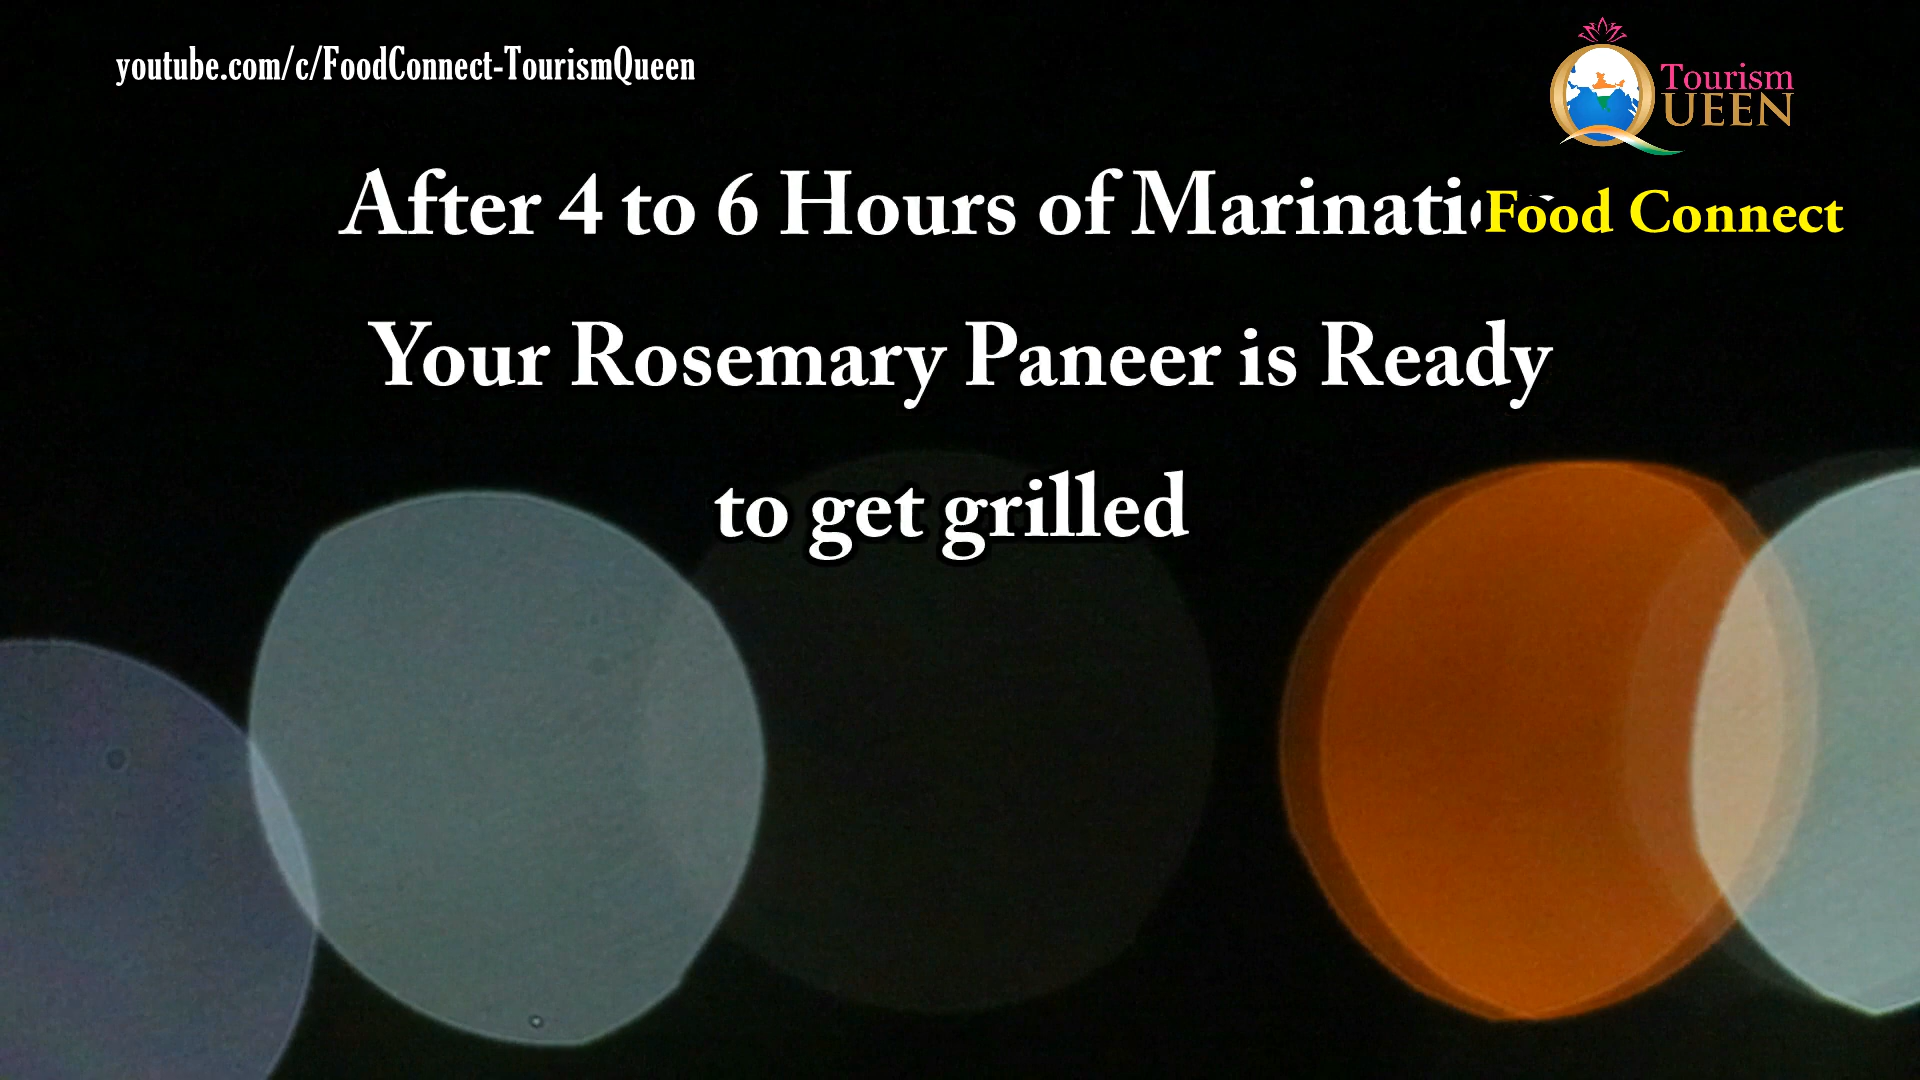 youtube.com/c/FoodConnect-TourismQueen
Tourism
QUEEN
After 4 to 6 Hours of
Food Connect
Your Rosemary Paneer is Ready
to get grilled